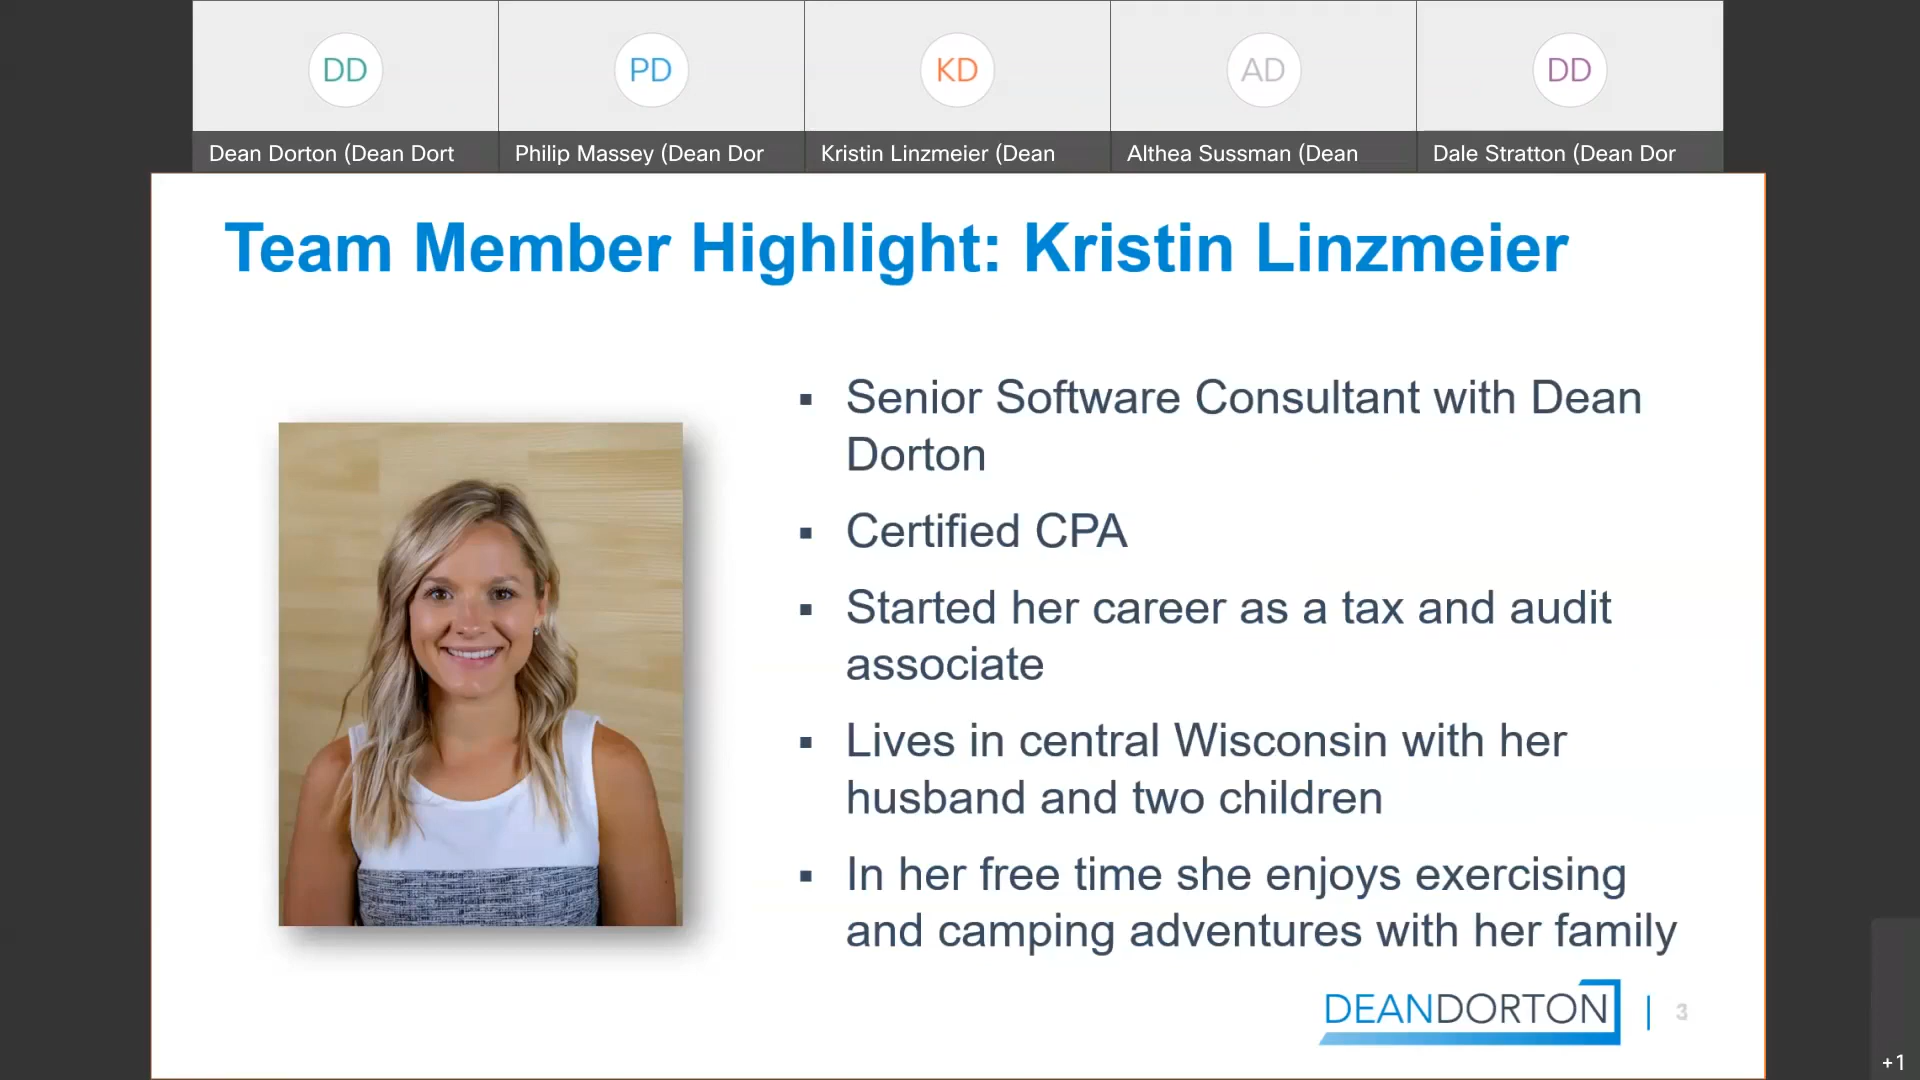 DD
PD
KD
AD
DD
Dean Dorton (Dean Dort
Philip Massey (Dean Dor
Kristin Linzmeier (Dean
Althea Sussman (Dean
Dale Stratton (Dean Dor
Team Member Highlight: Kristin Linzmeier
▪ Senior Software Consultant with Dean
Dorton
▪ Certified CPA
▪ Started her career as a tax and audit
associate
▪ Lives in central Wisconsin with her
husband and two children
▪ In her free time she enjoys exercising
and camping adventures with her family
DEANDORTON | 3
+1